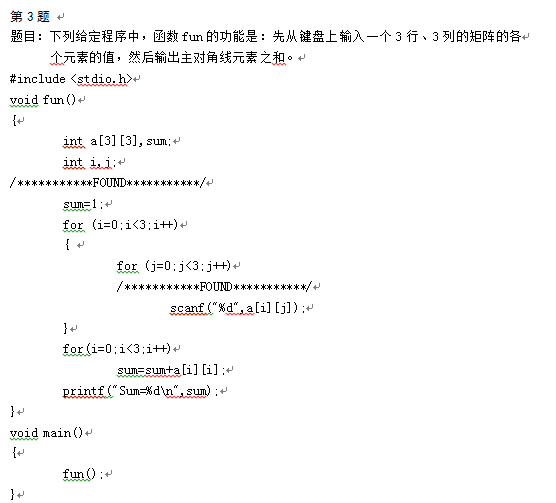 第 3 题
题目：下列给定程序中，函数 fun 的功能是：先从键盘上输入一个 3 行、3 列的矩阵的各
个元素的值，然后输出主对角线元素之和。
#include <stdio.h>
void fun()
{
int a[3][3],sum;
int i,j;
/***********FOUND***********/
sum=1;
for (i=0;i<3;i++)
{
for (j=0;j<3;j++)
/***********FOUND***********/
scanf("%d",a[i][j]);
}
for(i=0;i<3;i++)
sum=sum+a[i][i];
printf("Sum=%d\n",sum);
}
void main()
{
fun();
}